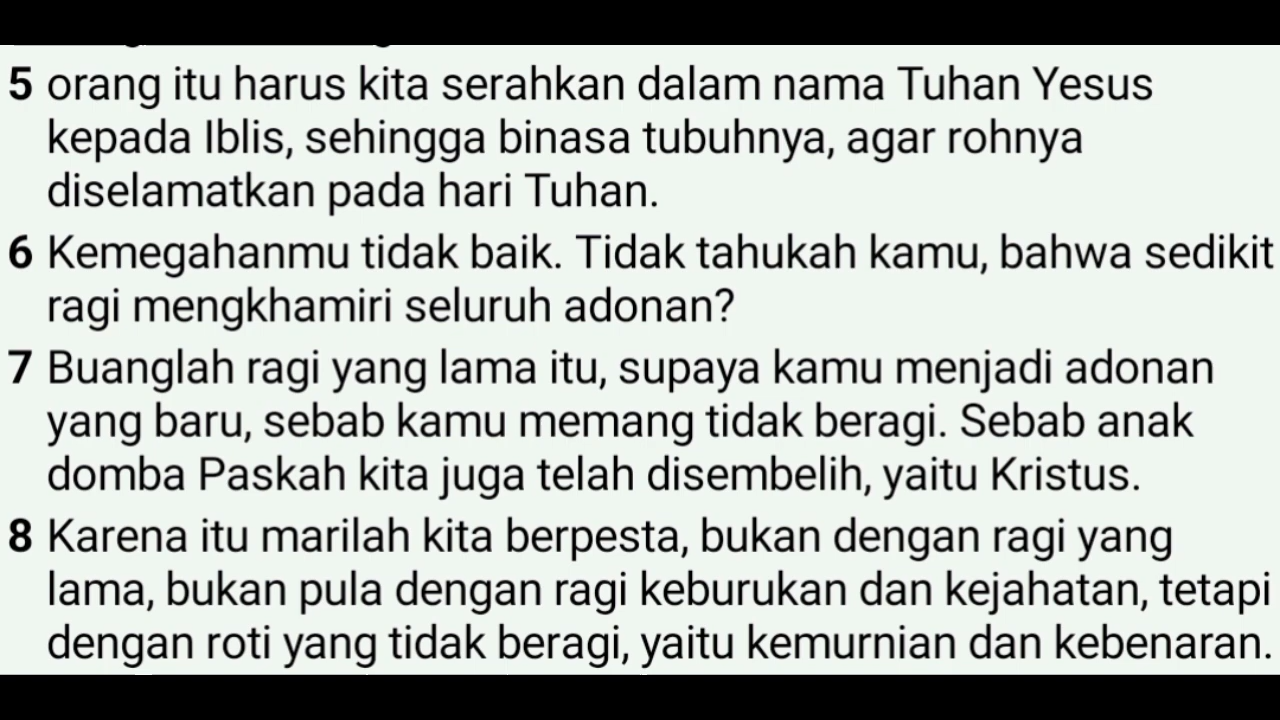 5 orang itu harus kita serahkan dalam nama Tuhan Yesus
kepada Iblis, sehingga binasa tubuhnya, agar rohnya
diselamatkan pada hari Tuhan.
6 Kemegahanmu tidak baik. Tidak tahukah kamu, bahwa sedikit
ragi mengkhamiri seluruh adonan?
7 Buanglah ragi yang lama itu, supaya kamu menjadi adonan
yang baru, sebab kamu memang tidak beragi. Sebab anak
domba Paskah kita juga telah disembelih, yaitu Kristus.
8 Karena itu marilah kita berpesta, bukan dengan ragi yang
lama, bukan pula dengan ragi keburukan dan kejahatan, tetapi
dengan roti yang tidak beragi, yaitu kemurnian dan kebenaran.